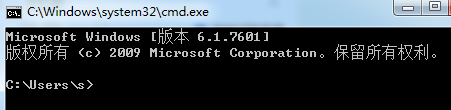 C:\Windows\system32\cmd.exe
Microsoft Windows [版本 6.1.7601]
版权所有 (c) 2009 Microsoft Corporation。保留所有权利。
C:\Users\s>